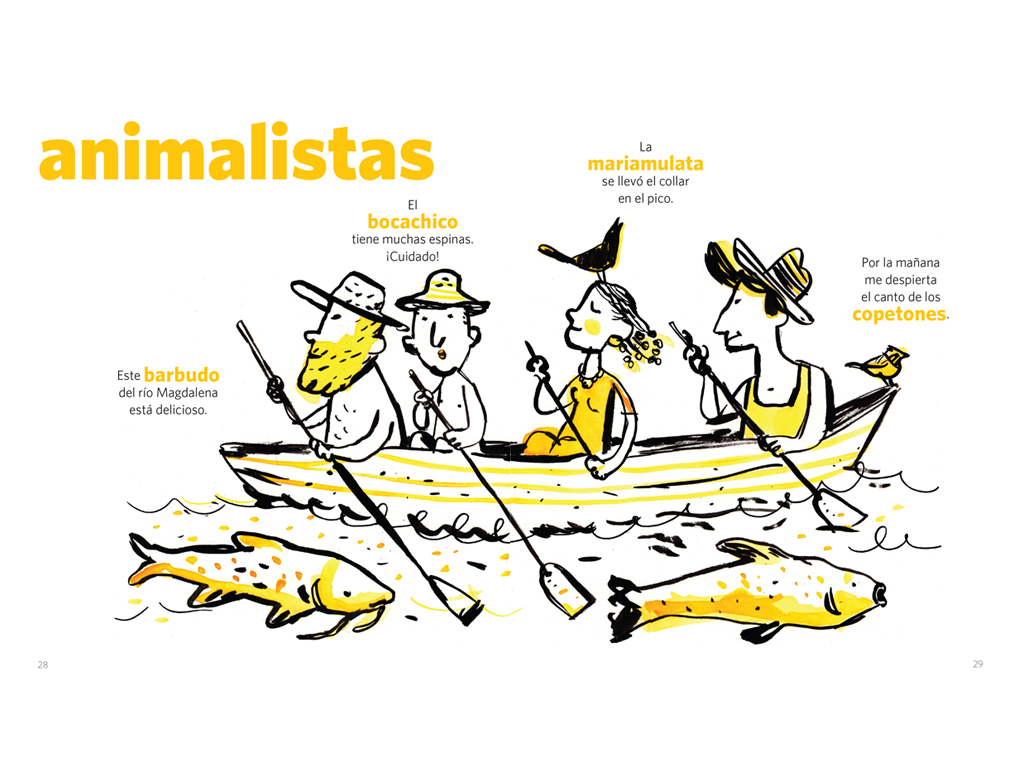 animalistas
El
bocachico
tiene muchas espinas.
¡Cuidado!
La
mariamulata
se llevó el collar
en el pico.
Por la mañana
me despierta
el canto de los
copetones.
Este barbudo
del río Magdalena
está delicioso.
28
29